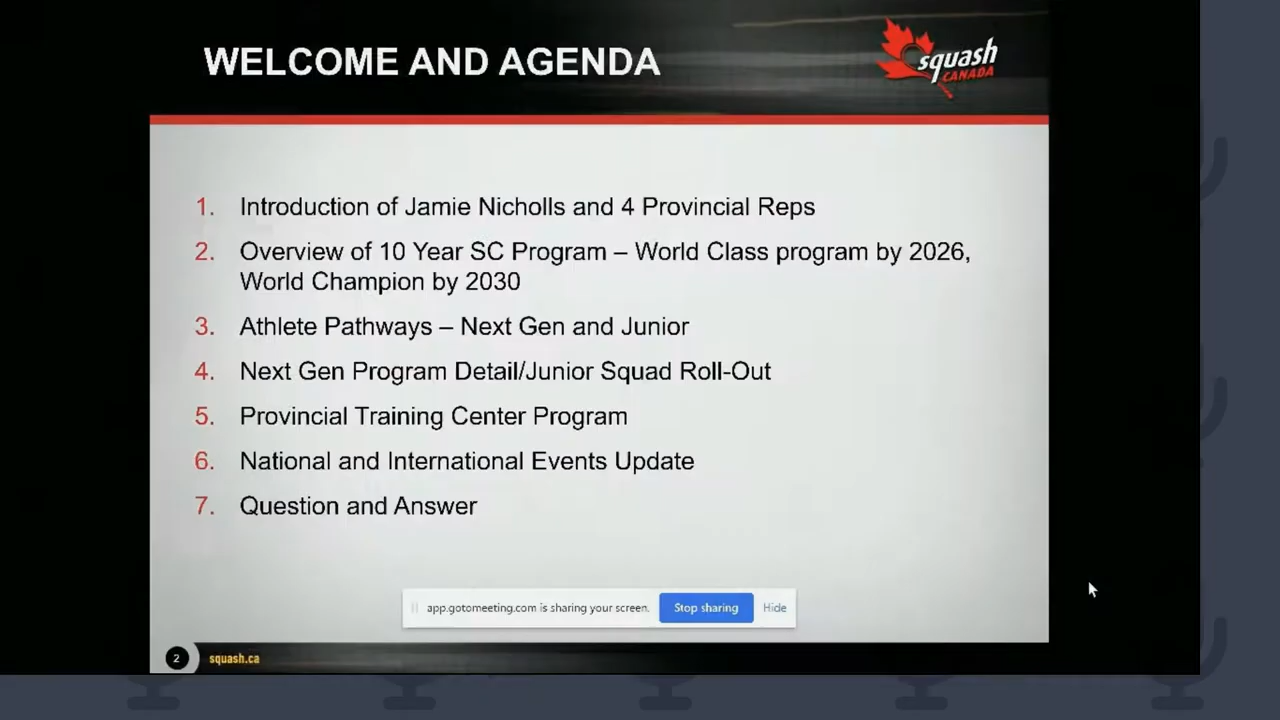 WELCOME AND AGENDA
squash
CANADA
1. Introduction of Jamie Nicholls and 4 Provincial Reps
2. Overview of 10 Year SC Program – World Class program by 2026,
World Champion by 2030
3. Athlete Pathways – Next Gen and Junior
4. Next Gen Program Detail/Junior Squad Roll-Out
5. Provincial Training Center Program
6. National and International Events Update
7. Question and Answer
app.gotomeeting.com is sharing your screen. Stop sharing Hide
2 squash.ca